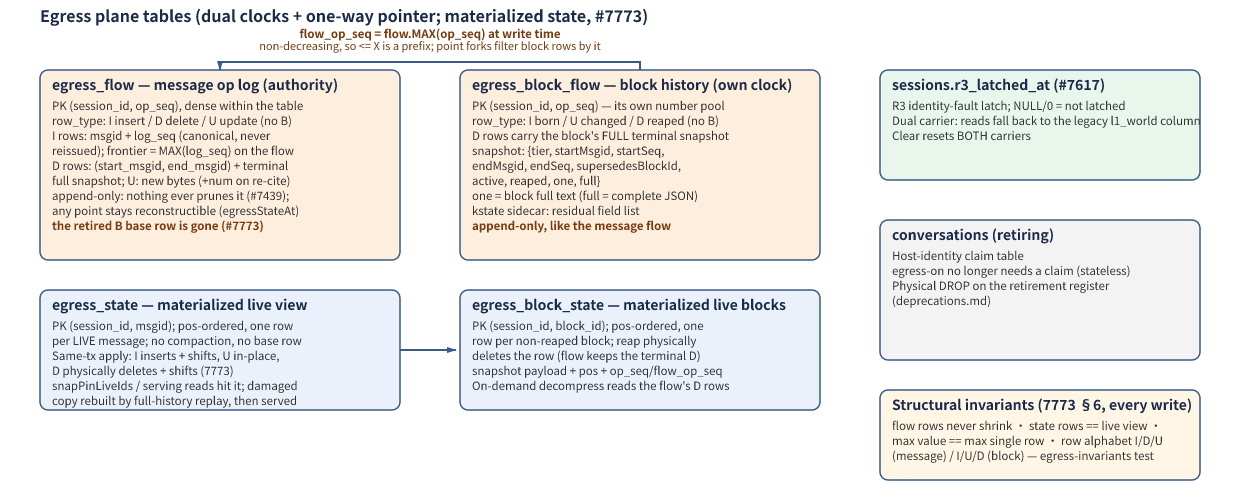 Egress plane tables (dual clocks + one-way pointer; materialized state, #7773)
flow_op_seq = flow.MAX(op_seq) at write time
non-decreasing, so <= X is a prefix; point forks filter block rows by it
egress_flow — message op log (authority)
PK (session_id, op_seq), dense within the table
row_type: I insert / D delete / U update (no B)
I rows: msgid + log_seq (canonical, never
reissued); frontier = MAX(log_seq) on the flow
D rows: (start_msgid, end_msgid) + terminal
full snapshot; U: new bytes (+num on re-cite)
append-only: nothing ever prunes it (#7439);
any point stays reconstructible (egressStateAt)
the retired B base row is gone (#7773)
egress_block_flow — block history (own clock)
PK (session_id, op_seq) — its own number pool
row_type: I born / U changed / D reaped (no B)
D rows carry the block's FULL terminal snapshot
snapshot: {tier, startMsgid, startSeq,
endMsgid, endSeq, supersedesBlockId,
active, reaped, one, full}
one = block full text (full = complete JSON)
kstate sidecar: residual field list
append-only, like the message flow
sessions.r3_latched_at (#7617)
R3 identity-fault latch; NULL/0 = not latched
Dual carrier: reads fall back to the legacy l1_world column
Clear resets BOTH carriers
conversations (retiring)
Host-identity claim table
egress-on no longer needs a claim (stateless)
Physical DROP on the retirement register
(deprecations.md)
egress_state — materialized live view
PK (session_id, msgid); pos-ordered, one row
per LIVE message; no compaction, no base row
Same-tx apply: I inserts + shifts, U in-place,
D physically deletes + shifts (7773)
snapPinLiveIds / serving reads hit it; damaged
copy rebuilt by full-history replay, then served
egress_block_state — materialized live blocks
PK (session_id, block_id); pos-ordered, one
row per non-reaped block; reap physically
deletes the row (flow keeps the terminal D)
snapshot payload + pos + op_seq/flow_op_seq
On-demand decompress reads the flow's D rows
Structural invariants (7773 §6, every write)
flow rows never shrink · state rows == live view ·
max value == max single row · row alphabet I/D/U
(message) / I/U/D (block) — egress-invariants test